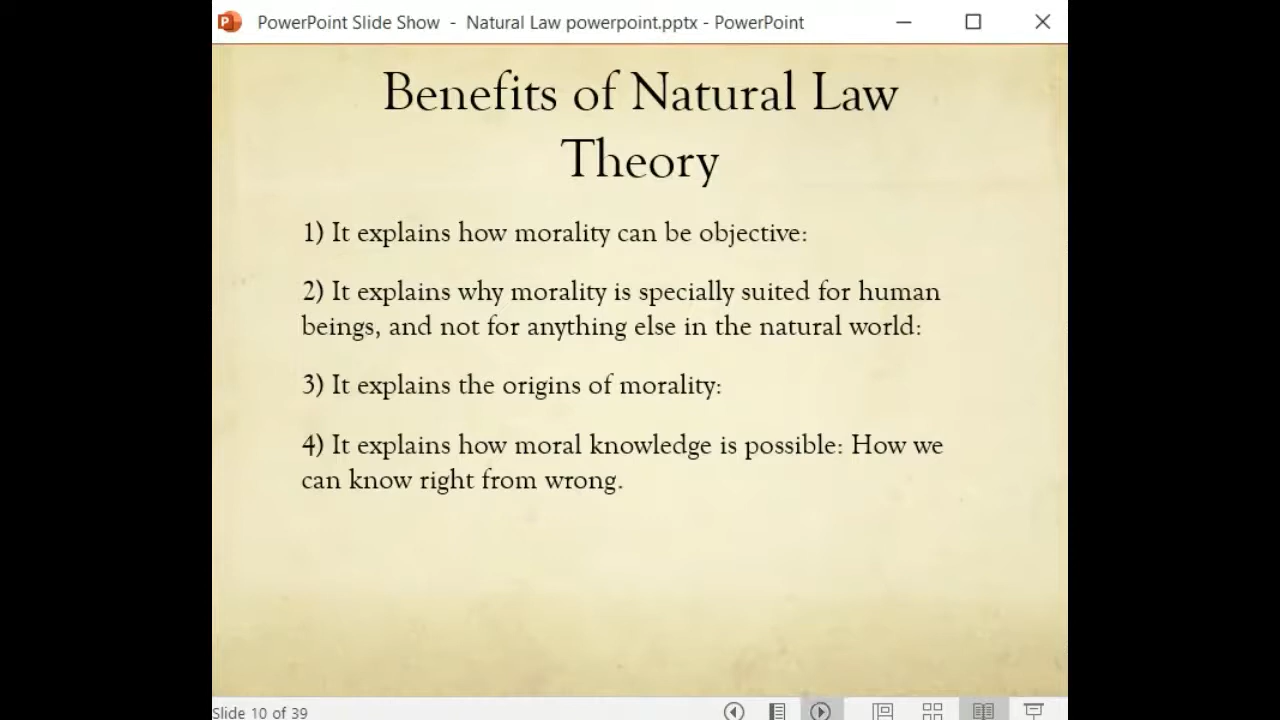 PowerPoint Slide Show - Natural Law powerpoint.pptx - PowerPoint
Benefits of Natural Law
Theory
1) It explains how morality can be objective:
2) It explains why morality is specially suited for human
beings, and not for anything else in the natural world:
3) It explains the origins of morality:
4) It explains how moral knowledge is possible: How we
can know right from wrong.
Slide 10 of 39